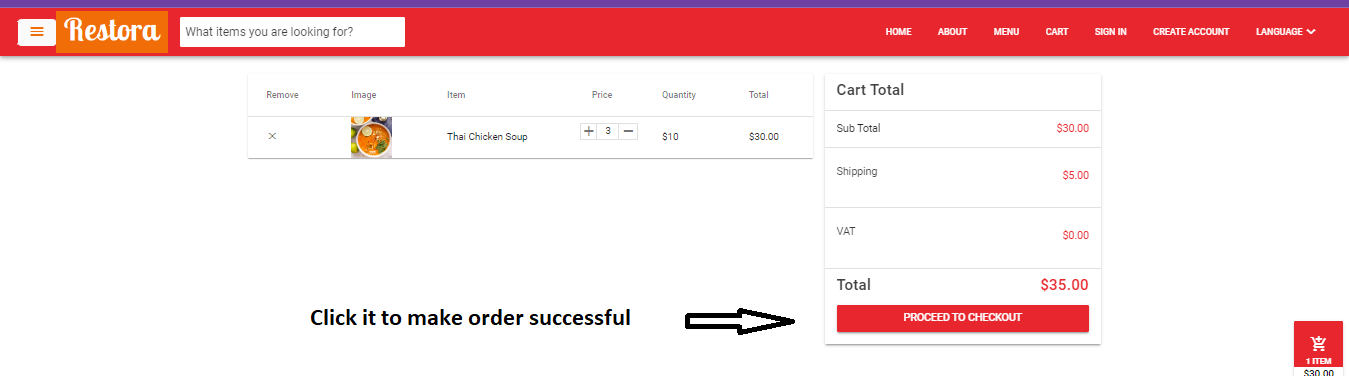 Restora
What items you are looking for?
HOME ABOUT MENU CART SIGN IN CREATE ACCOUNT LANGUAGE
Remove Image Item Price Quantity Total
Thai Chicken Soup 3 $10 $30.00
Cart Total
Sub Total $30.00
Shipping $5.00
VAT $0.00
Total $35.00
Click it to make order successful
PROCEED TO CHECKOUT
1 ITEM
$30.00